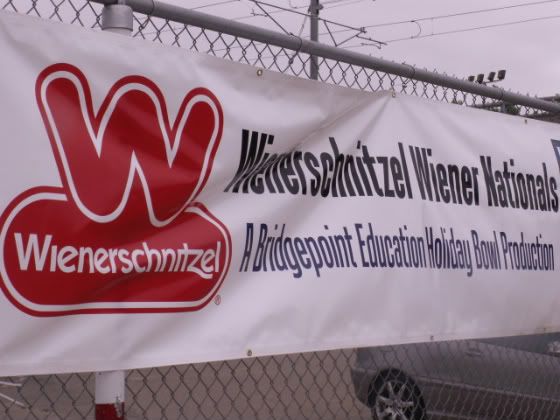 W
Wienerschnitzel
®
Wienerschnitzel Wiener Nationals
A Bridgepoint Education Holiday Bowl Production